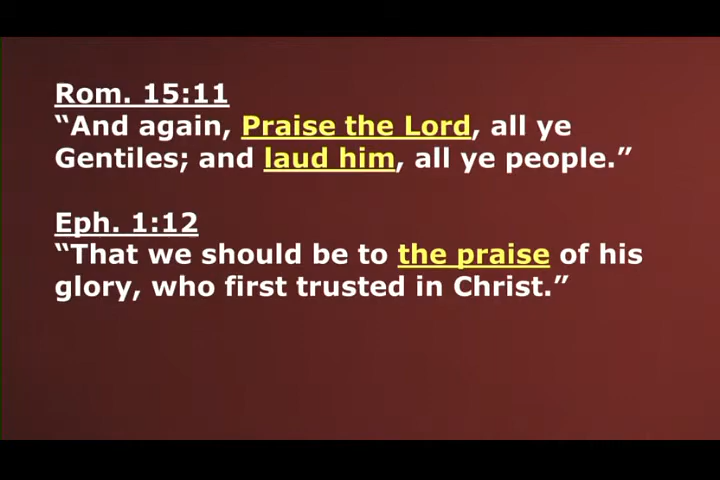 Rom. 15:11
“And again, Praise the Lord, all ye
Gentiles; and laud him, all ye people.”
Eph. 1:12
“That we should be to the praise of his
glory, who first trusted in Christ.”